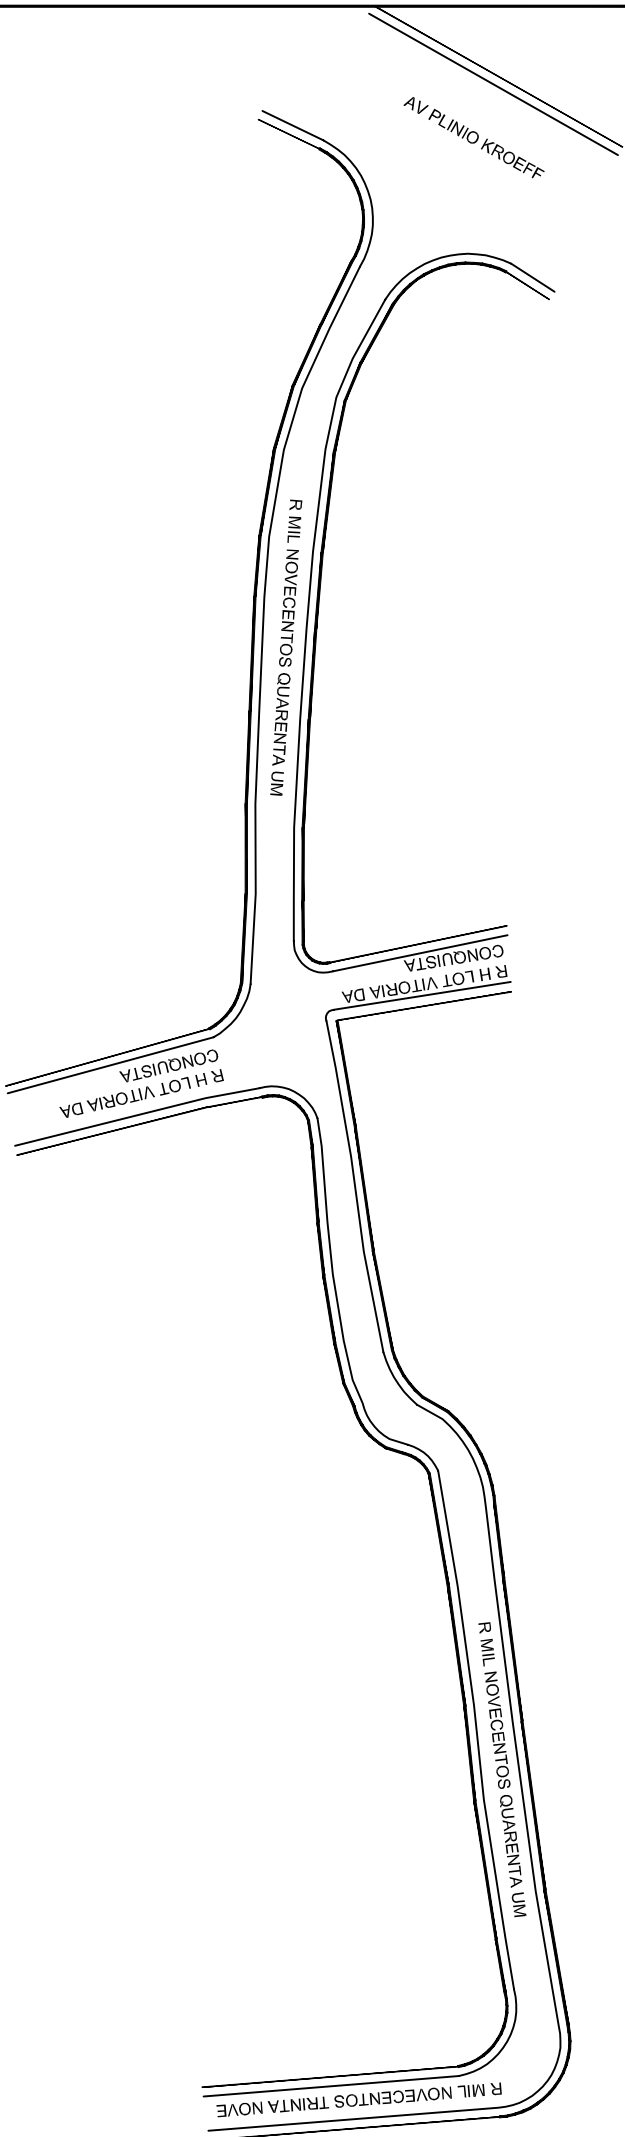 AV PLINIO KROEFF
R MIL NOVECENTOS QUARENTA UM
R H LOT VITORIA DA
CONQUISTA
R H LOT VITORIA DA
CONQUISTA
R MIL NOVECENTOS QUARENTA UM
R MIL NOVECENTOS TRINTA NOVE